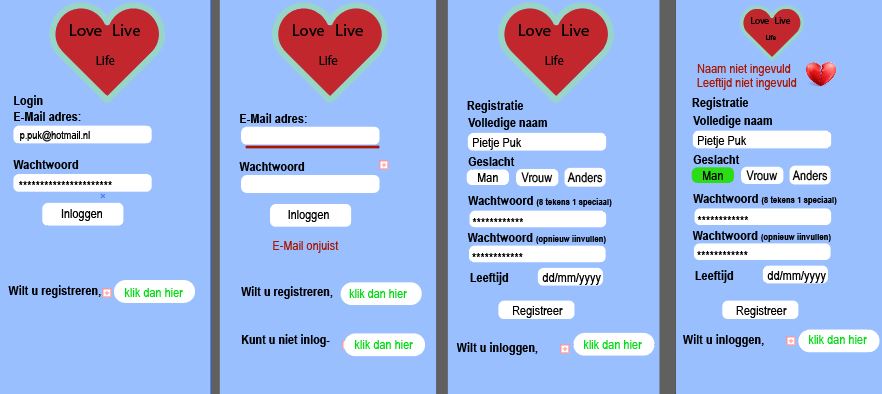 Love Live
LIfe
Login
E-Mail adres:
p.puk@hotmail.nl
Wachtwoord
**********************
Inloggen
Wilt u registreren,
klik dan hier
Love Live
LIfe
E-Mail adres:
Wachtwoord
Inloggen
E-Mail onjuist
Wilt u registreren,
klik dan hier
Kunt u niet inlog-
klik dan hier
Love Live
LIfe
Registratie
Volledige naam
Pietje Puk
Geslacht
Man Vrouw Anders
Wachtwoord (8 tekens 1 speciaal)
************
Wachtwoord (opnieuw iinvullen)
************
Leeftijd dd/mm/yyyy
Registreer
Wilt u inloggen,
klik dan hier
Love Live
Life
Naam niet ingevuld
Leeftijd niet ingevuld
Registratie
Volledige naam
Pietje Puk
Geslacht
Man Vrouw Anders
Wachtwoord (8 tekens 1 speciaal)
************
Wachtwoord (opnieuw iinvullen)
************
Leeftijd dd/mm/yyyy
Registreer
Wilt u inloggen,
klik dan hier